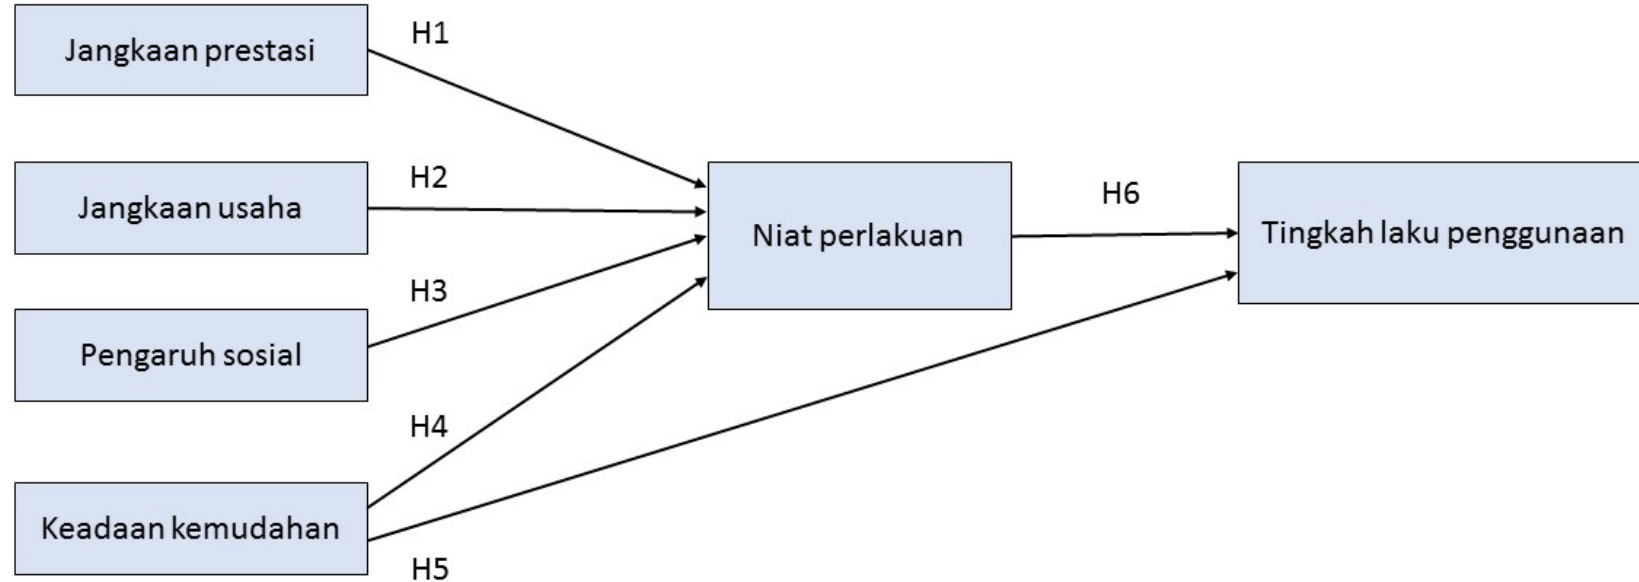 Jangkaan prestasi
H1
Jangkaan usaha
H2
Pengaruh sosial
H3
Keadaan kemudahan
H4
H5
Niat perlakuan
H6
Tingkah laku penggunaan